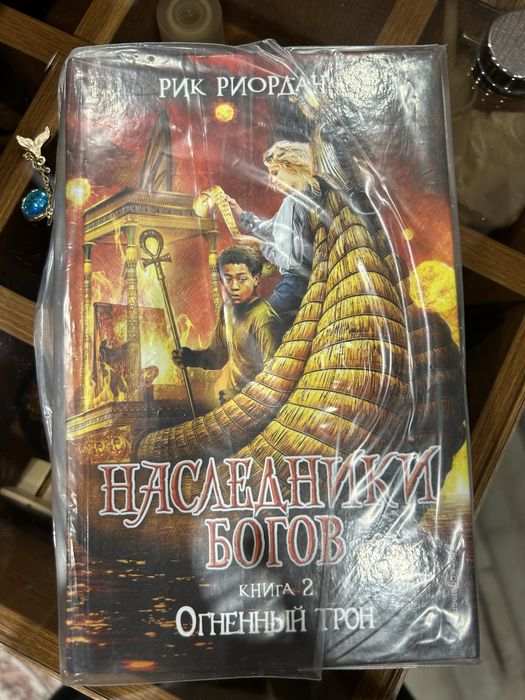 РИК РИОРДАН
НАСЛЕДНИКИ
БОГОВ
КНИГА 2
ОГНЕННЫЙ ТРОН